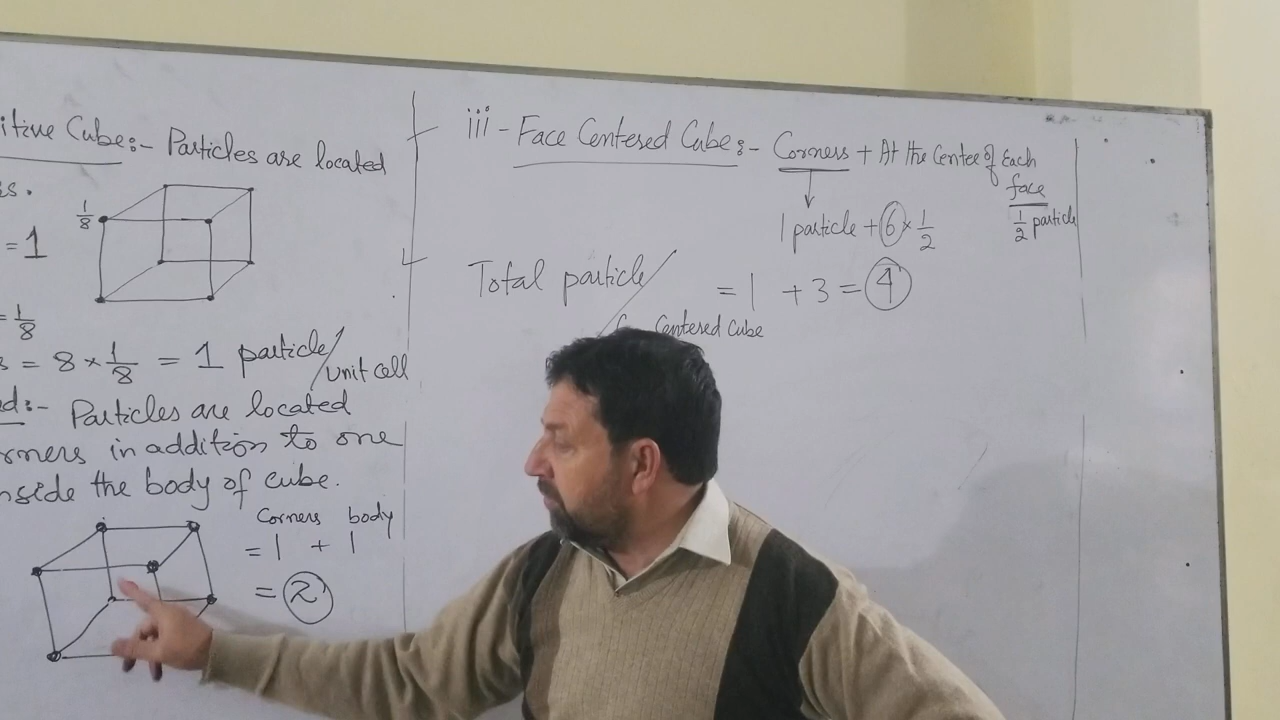 itive Cube:- Particles are located
s.
1/8
= 1
= 1/8
s = 8 × 1/8 = 1 particle/unit cell
ed:- Particles are located
rners in addition to one
nside the body of cube.
Corners body
= 1 + 1
= 2
iii - Face Centered Cube:- Corners + At the Center of Each
face
1 particle + 6 × 1/2
1/2 particle
Total particle/
= 1 + 3 = 4
Centered Cube